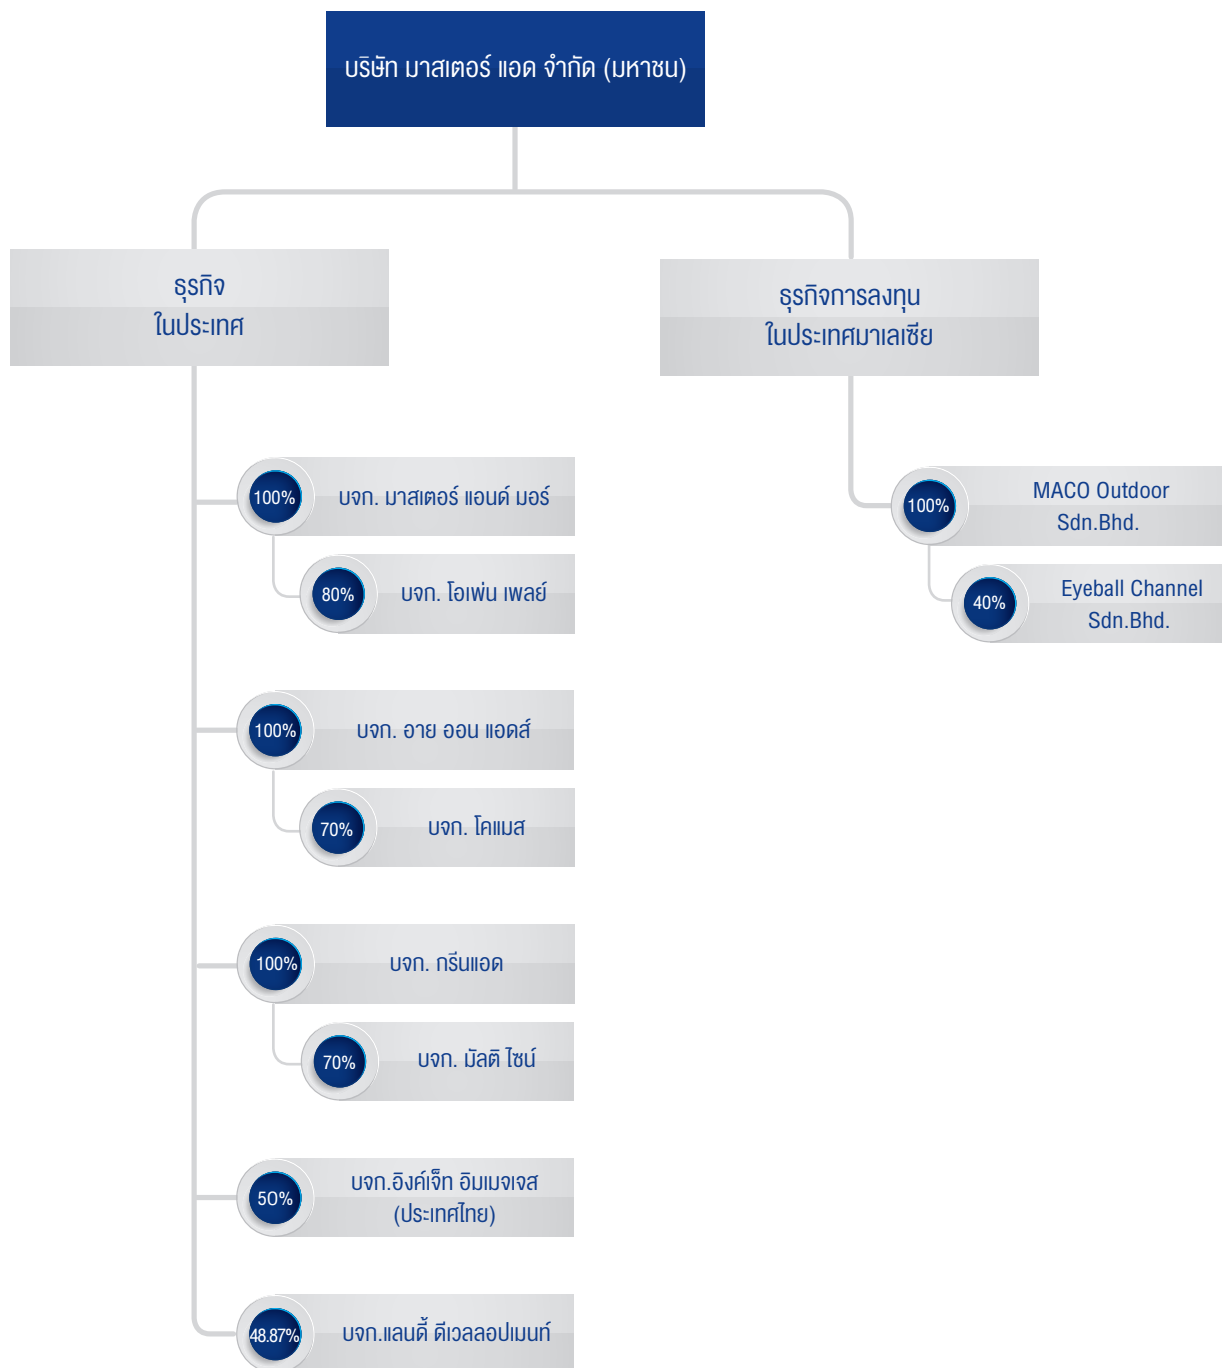 บริษัท มาสเตอร์ แอด จำกัด (มหาชน)
ธุรกิจ
ในประเทศ
ธุรกิจการลงทุน
ในประเทศมาเลเซีย
100%
บจก. มาสเตอร์ แอนด์ มอร์
80%
บจก. โอเพ่น เพลย์
100%
บจก. อาย ออน แอดส์
70%
บจก. โคแมส
100%
บจก. กรีนแอด
70%
บจก. มัลติ ไซน์
50%
บจก.อิงค์เจ็ท อิมเมจเจส
(ประเทศไทย)
48.87%
บจก.แลนดี้ ดีเวลลอปเมนท์
100%
MACO Outdoor
Sdn.Bhd.
40%
Eyeball Channel
Sdn.Bhd.